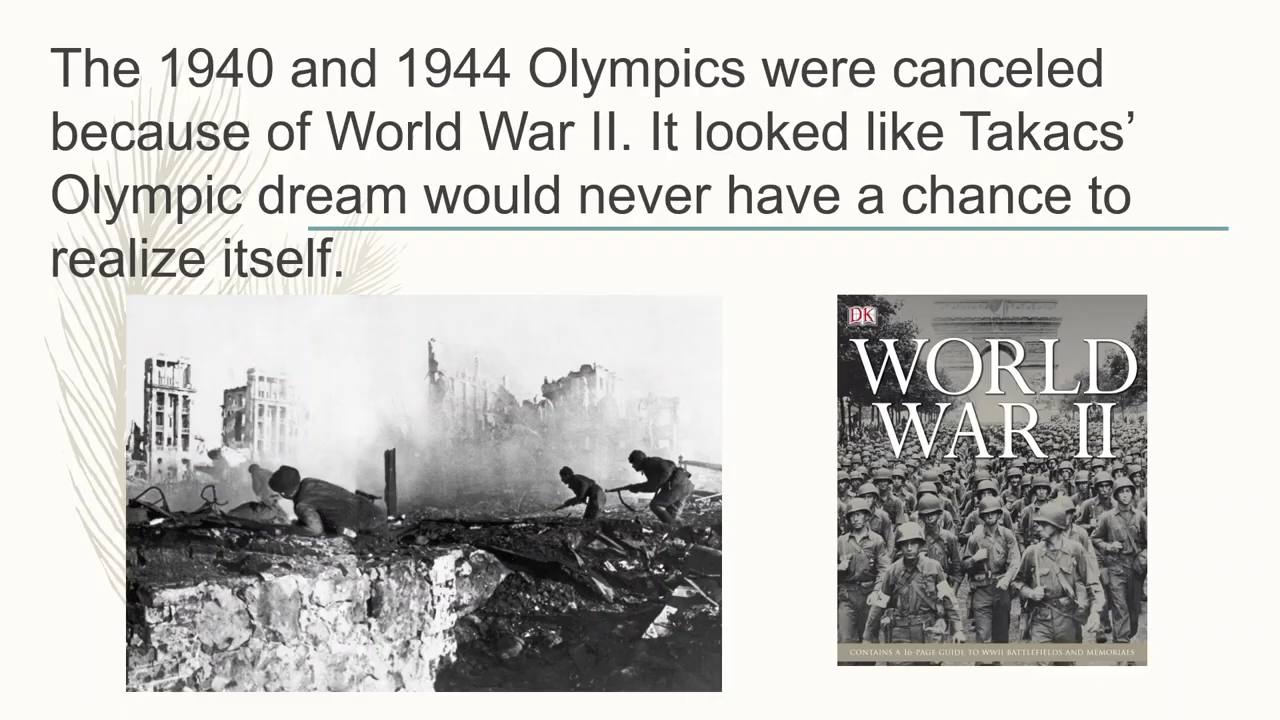 The 1940 and 1944 Olympics were canceled
because of World War II. It looked like Takacs’
Olympic dream would never have a chance to
realize itself.
DK
WORLD
WAR II
CONTAINS A 16-PAGE GUIDE TO WWII BATTLEFIELDS AND MEMORIALS